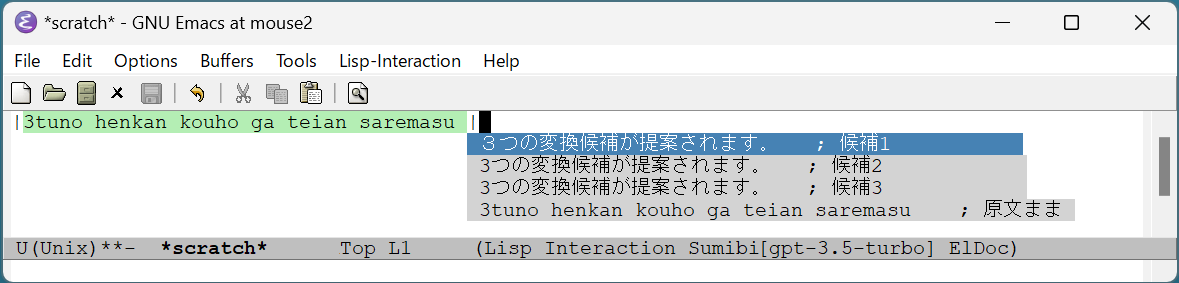 *scratch* - GNU Emacs at mouse2
File Edit Options Buffers Tools Lisp-Interaction Help
|3tuno henkan kouho ga teian saremasu |
３つの変換候補が提案されます。 ; 候補1
3つの変換候補が提案されます。 ; 候補2
3つの変換候補が提案されます。 ; 候補3
3tuno henkan kouho ga teian saremasu ; 原文まま
U(Unix)**- *scratch* Top L1 (Lisp Interaction Sumibi[gpt-3.5-turbo] ElDoc)